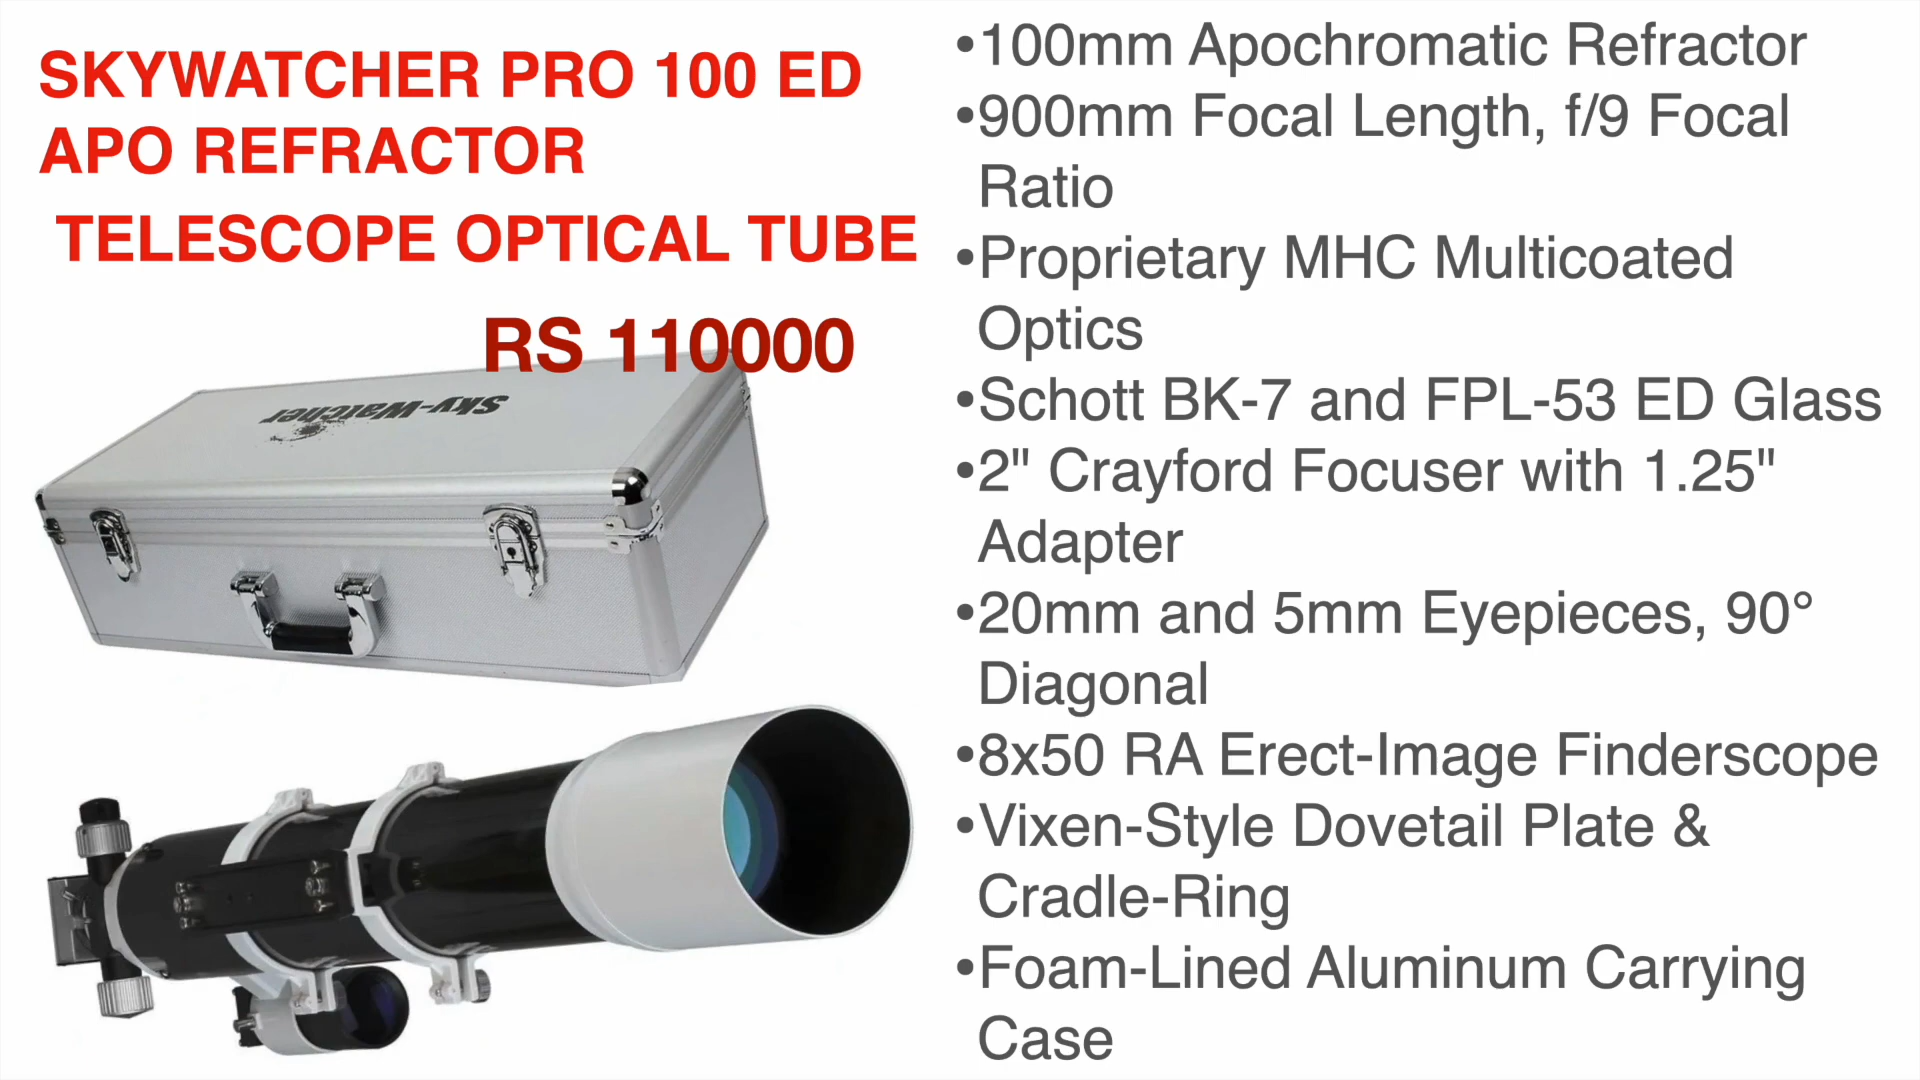 SKYWATCHER PRO 100 ED
APO REFRACTOR
TELESCOPE OPTICAL TUBE
RS 110000
Sky-Watcher
•100mm Apochromatic Refractor
•900mm Focal Length, f/9 Focal
Ratio
•Proprietary MHC Multicoated
Optics
•Schott BK-7 and FPL-53 ED Glass
•2" Crayford Focuser with 1.25"
Adapter
•20mm and 5mm Eyepieces, 90°
Diagonal
•8x50 RA Erect-Image Finderscope
•Vixen-Style Dovetail Plate &
Cradle-Ring
•Foam-Lined Aluminum Carrying
Case